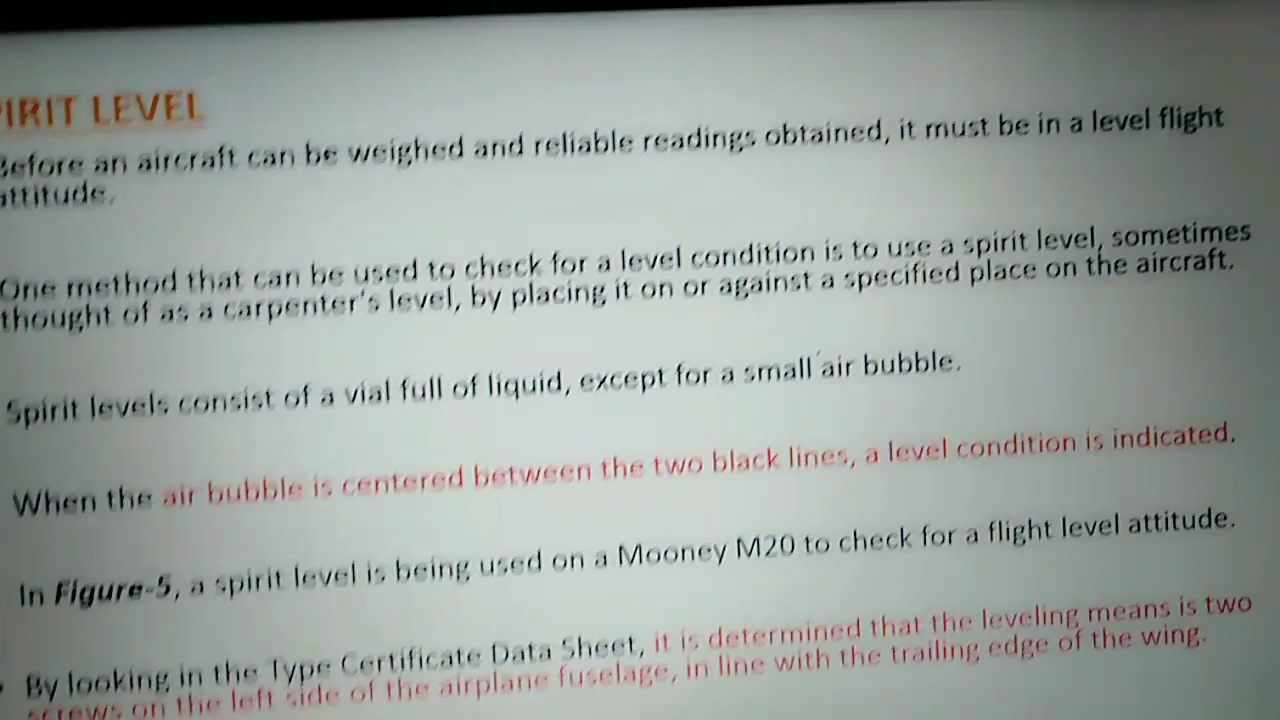 PIRIT LEVEL
Before an aircraft can be weighed and reliable readings obtained, it must be in a level flight
attitude.
One method that can be used to check for a level condition is to use a spirit level, sometimes
thought of as a carpenter's level, by placing it on or against a specified place on the aircraft.
Spirit levels consist of a vial full of liquid, except for a small air bubble.
When the air bubble is centered between the two black lines, a level condition is indicated.
In Figure-5, a spirit level is being used on a Mooney M20 to check for a flight level attitude.
By looking in the Type Certificate Data Sheet, it is determined that the leveling means is two
screws on the left side of the airplane fuselage, in line with the trailing edge of the wing.